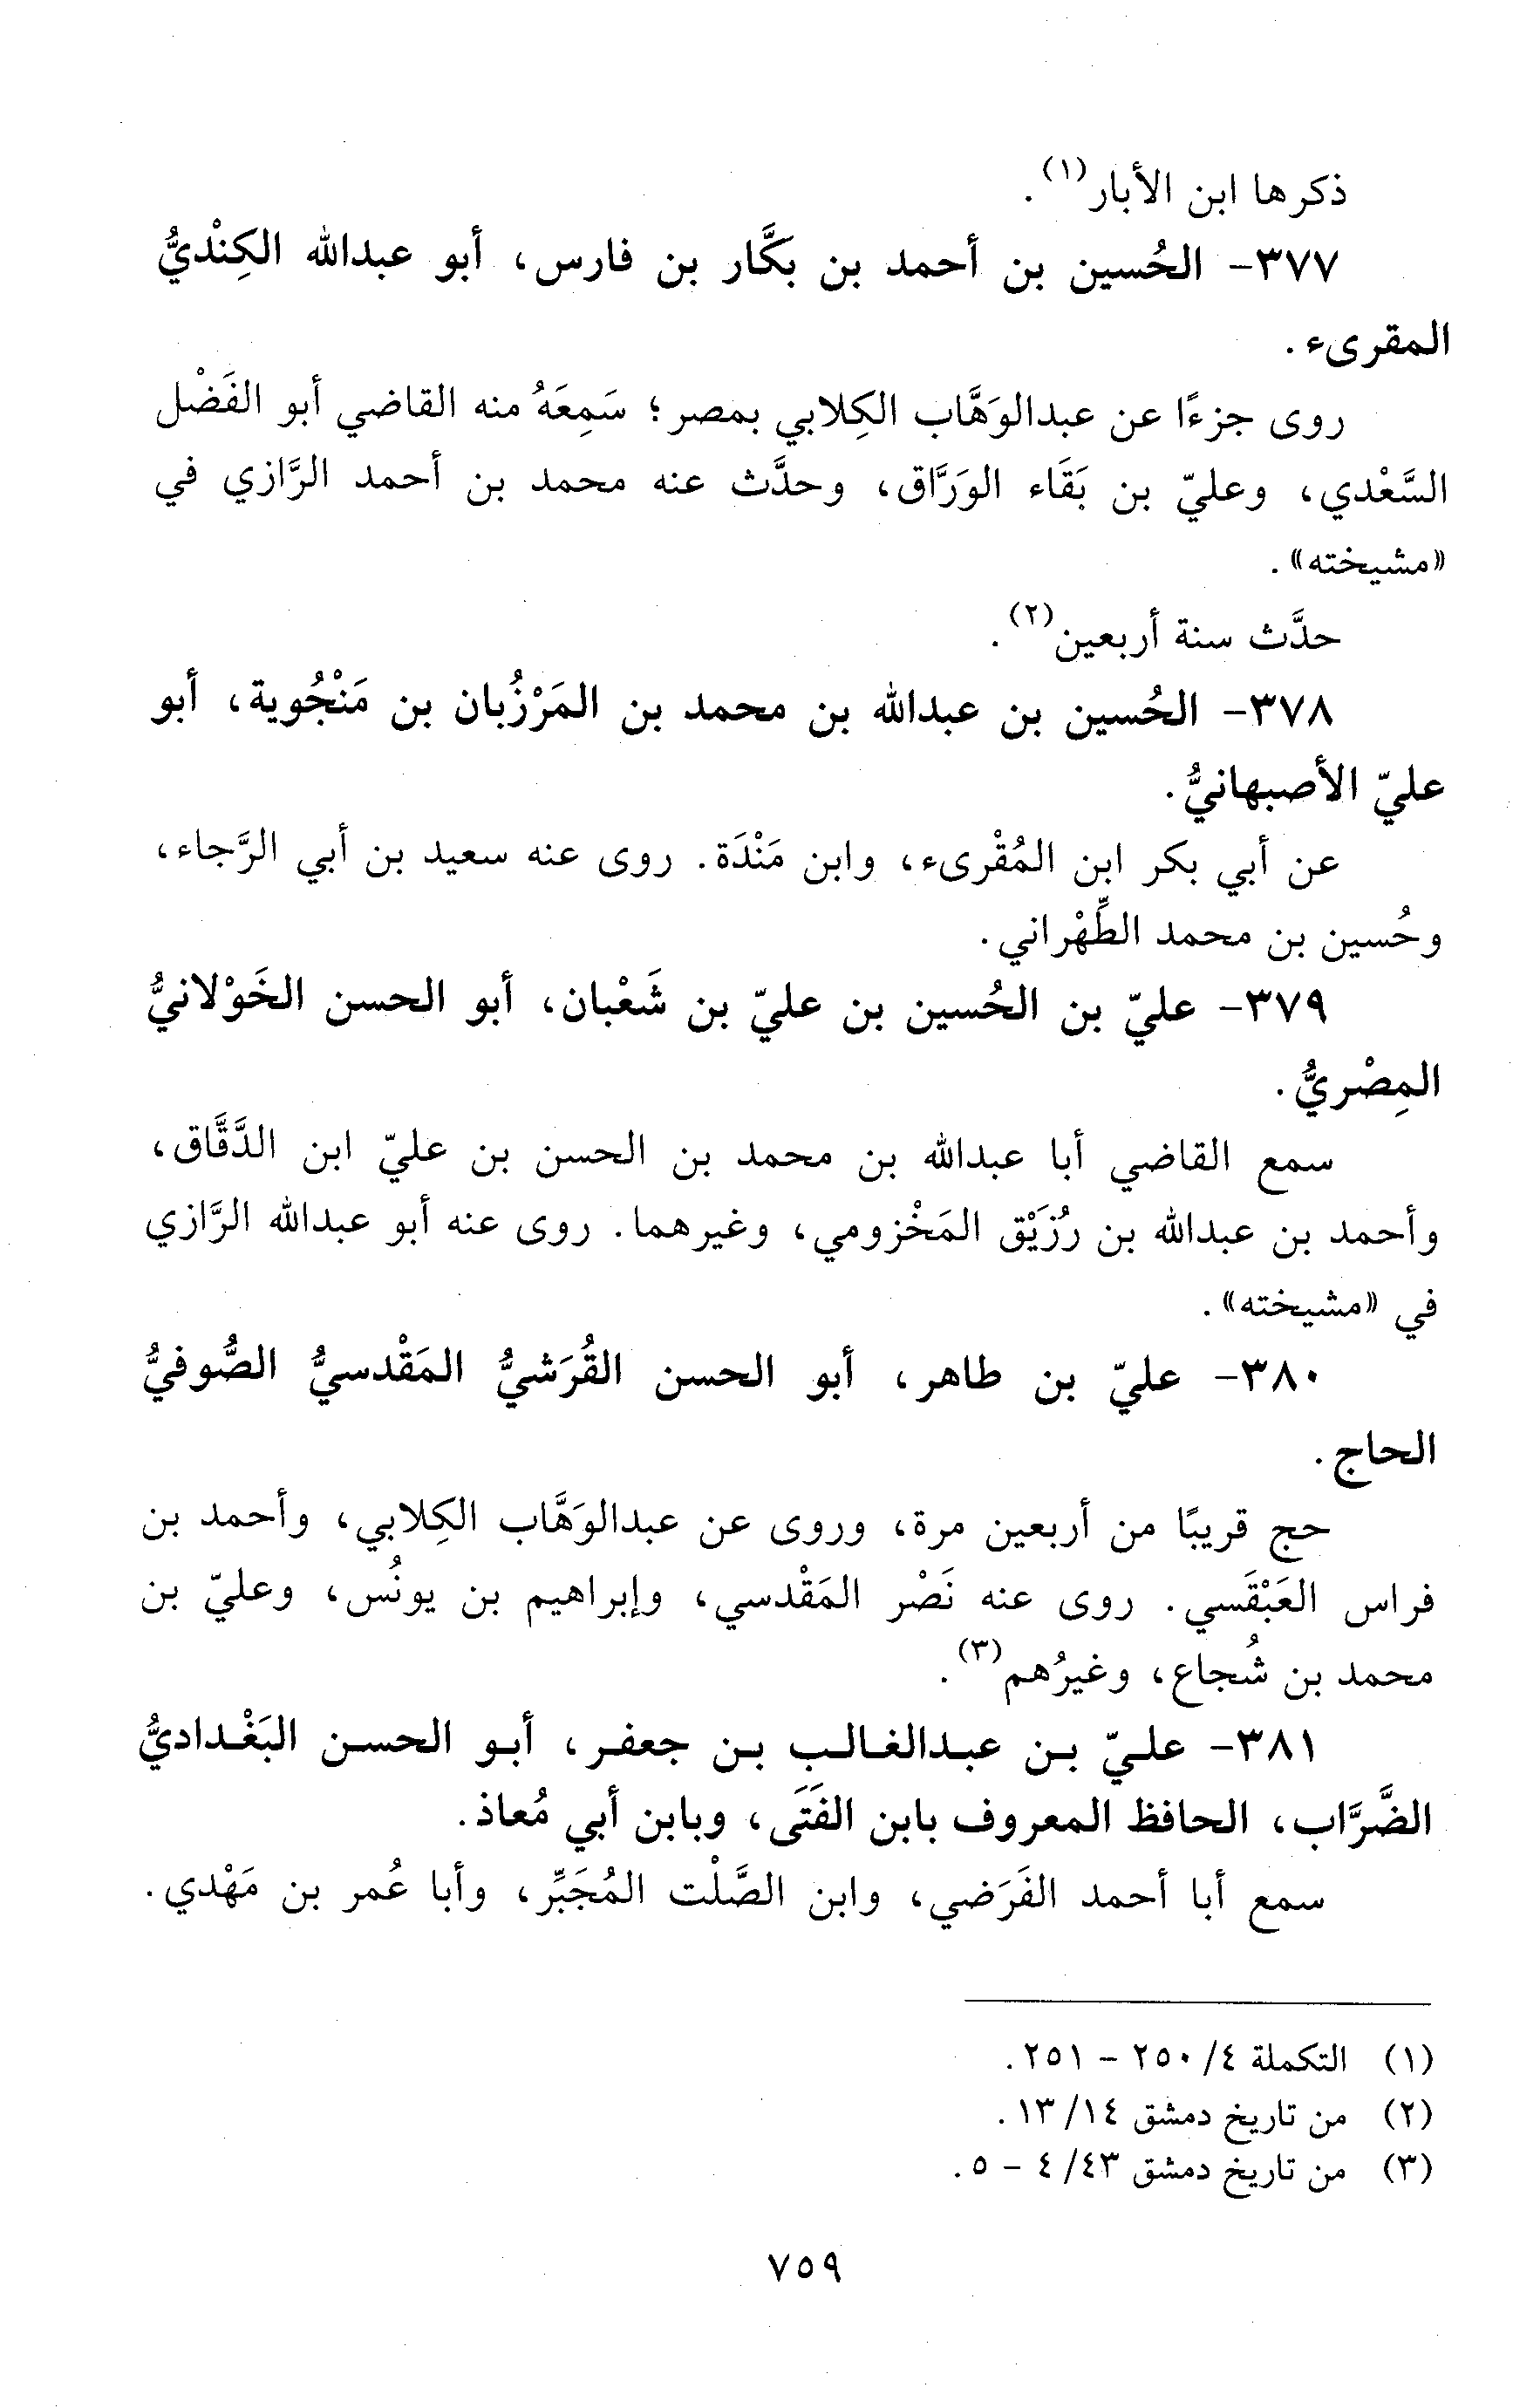 ذكرها ابن الأبار(١).
٣٧٧- الحُسين بن أحمد بن بكَّار بن فارس، أبو عبدالله الكِنْديُّ
المقرىء.
روى جزءًا عن عبدالوَهَّاب الكِلابي بمصر؛ سَمِعَهُ منه القاضي أبو الفَضْل
السَّعْدي، وعليّ بن بَقَاء الورَّاق، وحدَّث عنه محمد بن أحمد الرَّازي في
«مشيخته».
حدَّث سنة أربعين(٢).
٣٧٨- الحُسين بن عبدالله بن محمد بن المَرْزُبان بن مَنْجُوية، أبو
عليّ الأصبهانيُّ.
عن أبي بكر ابن المُقْرىء، وابن مَنْدَة. روى عنه سعيد بن أبي الرَّجاء،
وحُسين بن محمد الطِّهْراني.
٣٧٩- عليّ بن الحُسين بن عليّ بن شَعْبان، أبو الحسن الخَوْلانيُّ
المِصْريُّ.
سمع القاضي أبا عبدالله بن محمد بن الحسن بن عليّ ابن الدَّقَّاق،
وأحمد بن عبدالله بن رُزَيْق المَخْزومي، وغيرهما. روى عنه أبو عبدالله الرَّازي
في «مشيخته».
٣٨٠- عليّ بن طاهر، أبو الحسن القُرَشيُّ المَقْدسيُّ الصُّوفيُّ
الحاج.
حج قريبًا من أربعين مرة، وروى عن عبدالوَهَّاب الكِلابي، وأحمد بن
فراس العَبْقَسي. روى عنه نَصْر المَقْدسي، وإبراهيم بن يونُس، وعليّ بن
محمد بن شُجاع، وغيرُهم(٣).
٣٨١- عليّ بن عبدالغالب بن جعفر، أبو الحسن البَغْداديُّ
الضَّرَّاب، الحافظ المعروف بابن الفَتَى، وبابن أبي مُعاذ.
سمع أبا أحمد الفَرَضي، وابن الصَّلْت المُجَبِّر، وأبا عُمر بن مَهْدي.
(١) التكملة ٤/ ٢٥٠ - ٢٥١.
(٢) من تاريخ دمشق ١٤/ ١٣.
(٣) من تاريخ دمشق ٤٣/ ٤ - ٥.
٧٥٩